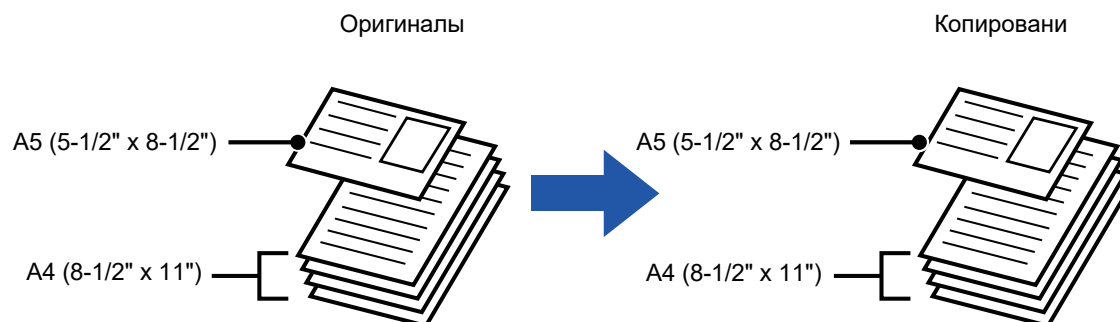 Оригиналы
Копировани
A5 (5-1/2" x 8-1/2")
A5 (5-1/2" x 8-1/2")
A4 (8-1/2" x 11")
A4 (8-1/2" x 11")